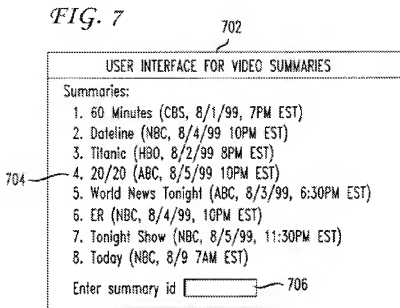 FIG. 7
702
USER INTERFACE FOR VIDEO SUMMARIES
Summaries:
1. 60 Minutes (CBS, 8/1/99, 7PM EST)
2. Dateline (NBC, 8/4/99 10PM EST)
3. Titanic (HBO, 8/2/99 8PM EST)
704 4. 20/20 (ABC, 8/5/99 10PM EST)
5. World News Tonight (ABC, 8/3/99, 6:30PM EST)
6. ER (NBC, 8/4/99, 10PM EST)
7. Tonight Show (NBC, 8/5/99, 11:30PM EST)
8. Today (NBC, 8/9 7AM EST)
Enter summary id 706